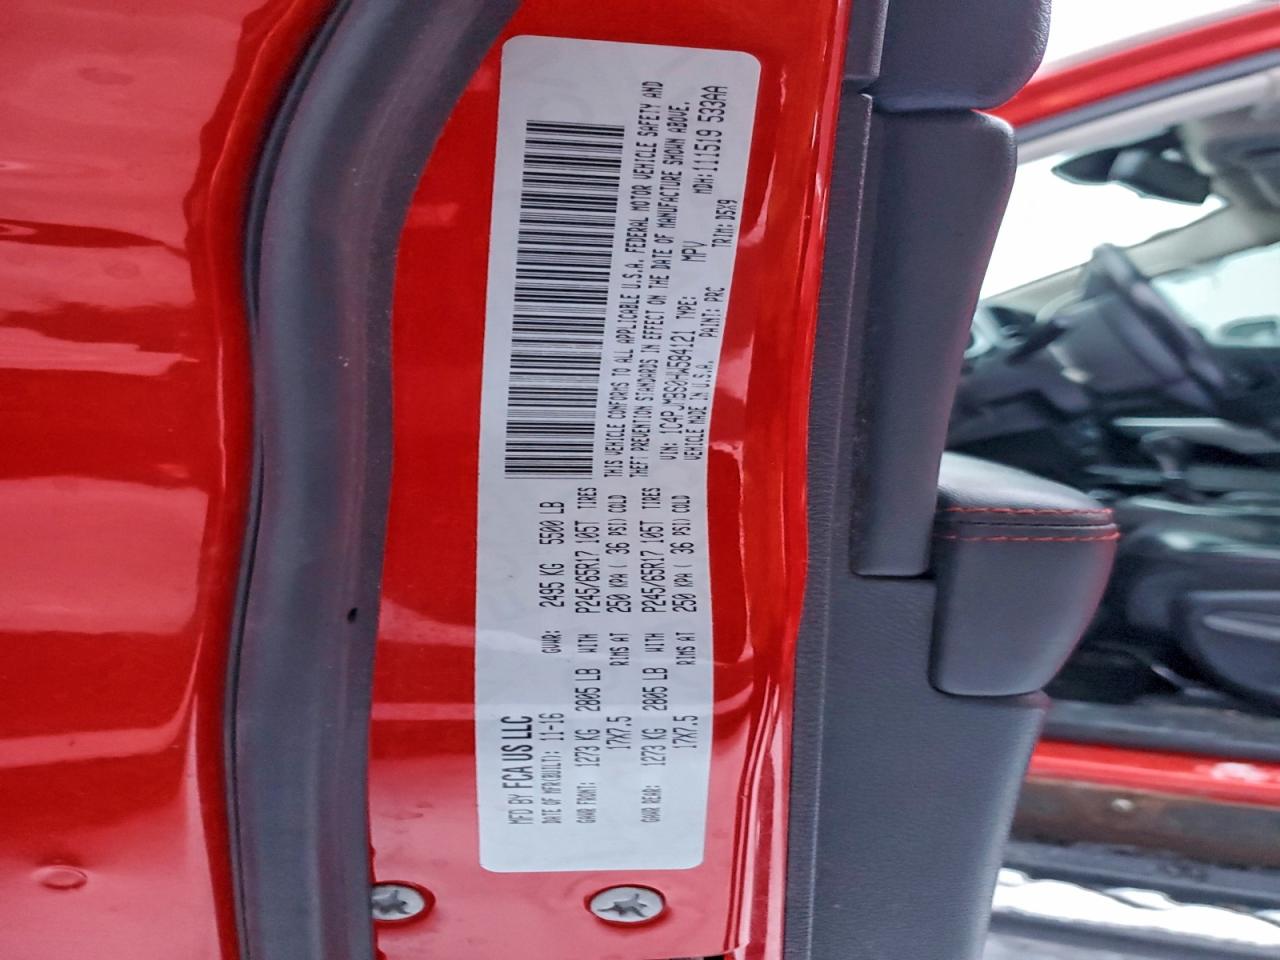 MFD BY FCA US LLC
DATE OF MFR(BUILT): 11-16 GVWR: 2495 KG 5500 LB
GAWR FRONT: 1273 KG 2805 LB WITH P245/65R17 105T TIRES
17X7.5 RIMS AT 250 KPA ( 36 PSI) COLD
GAWR REAR: 1273 KG 2805 LB WITH P245/65R17 105T TIRES
17X7.5 RIMS AT 250 KPA ( 36 PSI) COLD
THIS VEHICLE CONFORMS TO ALL APPLICABLE U.S.A. FEDERAL MOTOR VEHICLE SAFETY AND
THEFT PREVENTION STANDARDS IN EFFECT ON THE DATE OF MANUFACTURE SHOWN ABOVE.
VIN: 1C4PJMBS0HW584121 TYPE: MPV MDH: 111519 533AA
VEHICLE MADE IN U.S.A. PAINT: PRC TRIM: D5X9